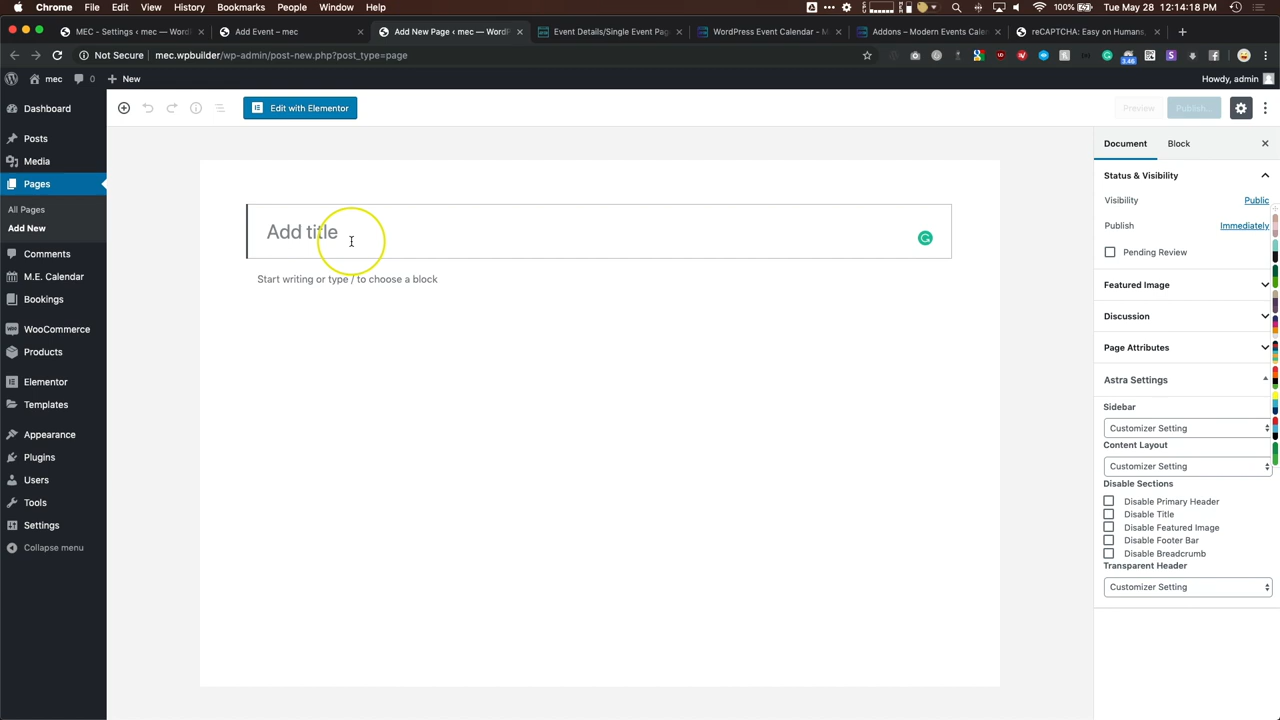 Chrome File Edit View History Bookmarks People Window Help 100% Tue May 28 12:14:18
MEC - Settings ‹ mec — WordP
Add Event – mec
Add New Page ‹ mec — WordP
Event Details/Single Event Pag
WordPress Event Calendar - M
Addons – Modern Events Cale
reCAPTCHA: Easy on Humans,
Not Secure mec.wpbuilder/wp-admin/post-new.php?post_type=page
3.46
mec 0 New Howdy, admin
Dashboard
Posts
Media
Pages
All Pages
Add New
Comments
M.E. Calendar
Bookings
WooCommerce
Products
Elementor
Templates
Appearance
Plugins
Users
Tools
Settings
Collapse menu
Edit with Elementor
Preview Publish...
Add title
Start writing or type / to choose a block
Document Block
Status & Visibility
Visibility Public
Publish Immediately
Pending Review
Featured Image
Discussion
Page Attributes
Astra Settings
Sidebar
Customizer Setting
Content Layout
Customizer Setting
Disable Sections
Disable Primary Header
Disable Title
Disable Featured Image
Disable Footer Bar
Disable Breadcrumb
Transparent Header
Customizer Setting